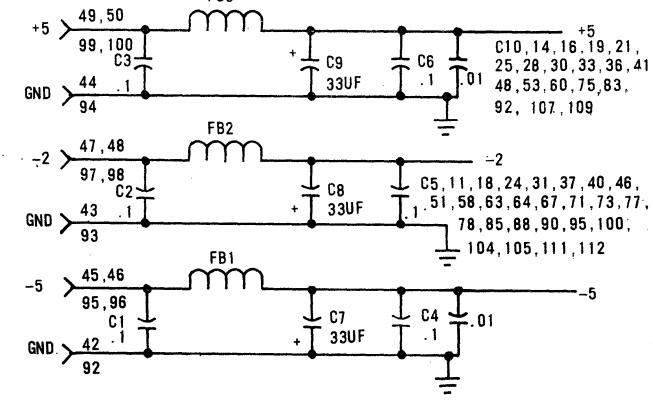 49,50
+5
99,100
C3
.1
+
C9
33UF
C6
.1
.01
+5
C10,14,16.19,21,
25,28,30,33,36,41
48,53,60,75,83,
92, 107,109
44
GND
94
47,48
FB2
-2
97,98
C2
.1
+
C8
33UF
.1
-2
C5,11,18,24,31,37,40,46,
.51,58,63,64,67,71,73,77,
78,85,88,90,95,100,
104,105,111,112
43
GND
93
45,46
FB1
-5
95,96
C1
.1
+
C7
33UF
C4
.1
.01
-5
42
GND
92